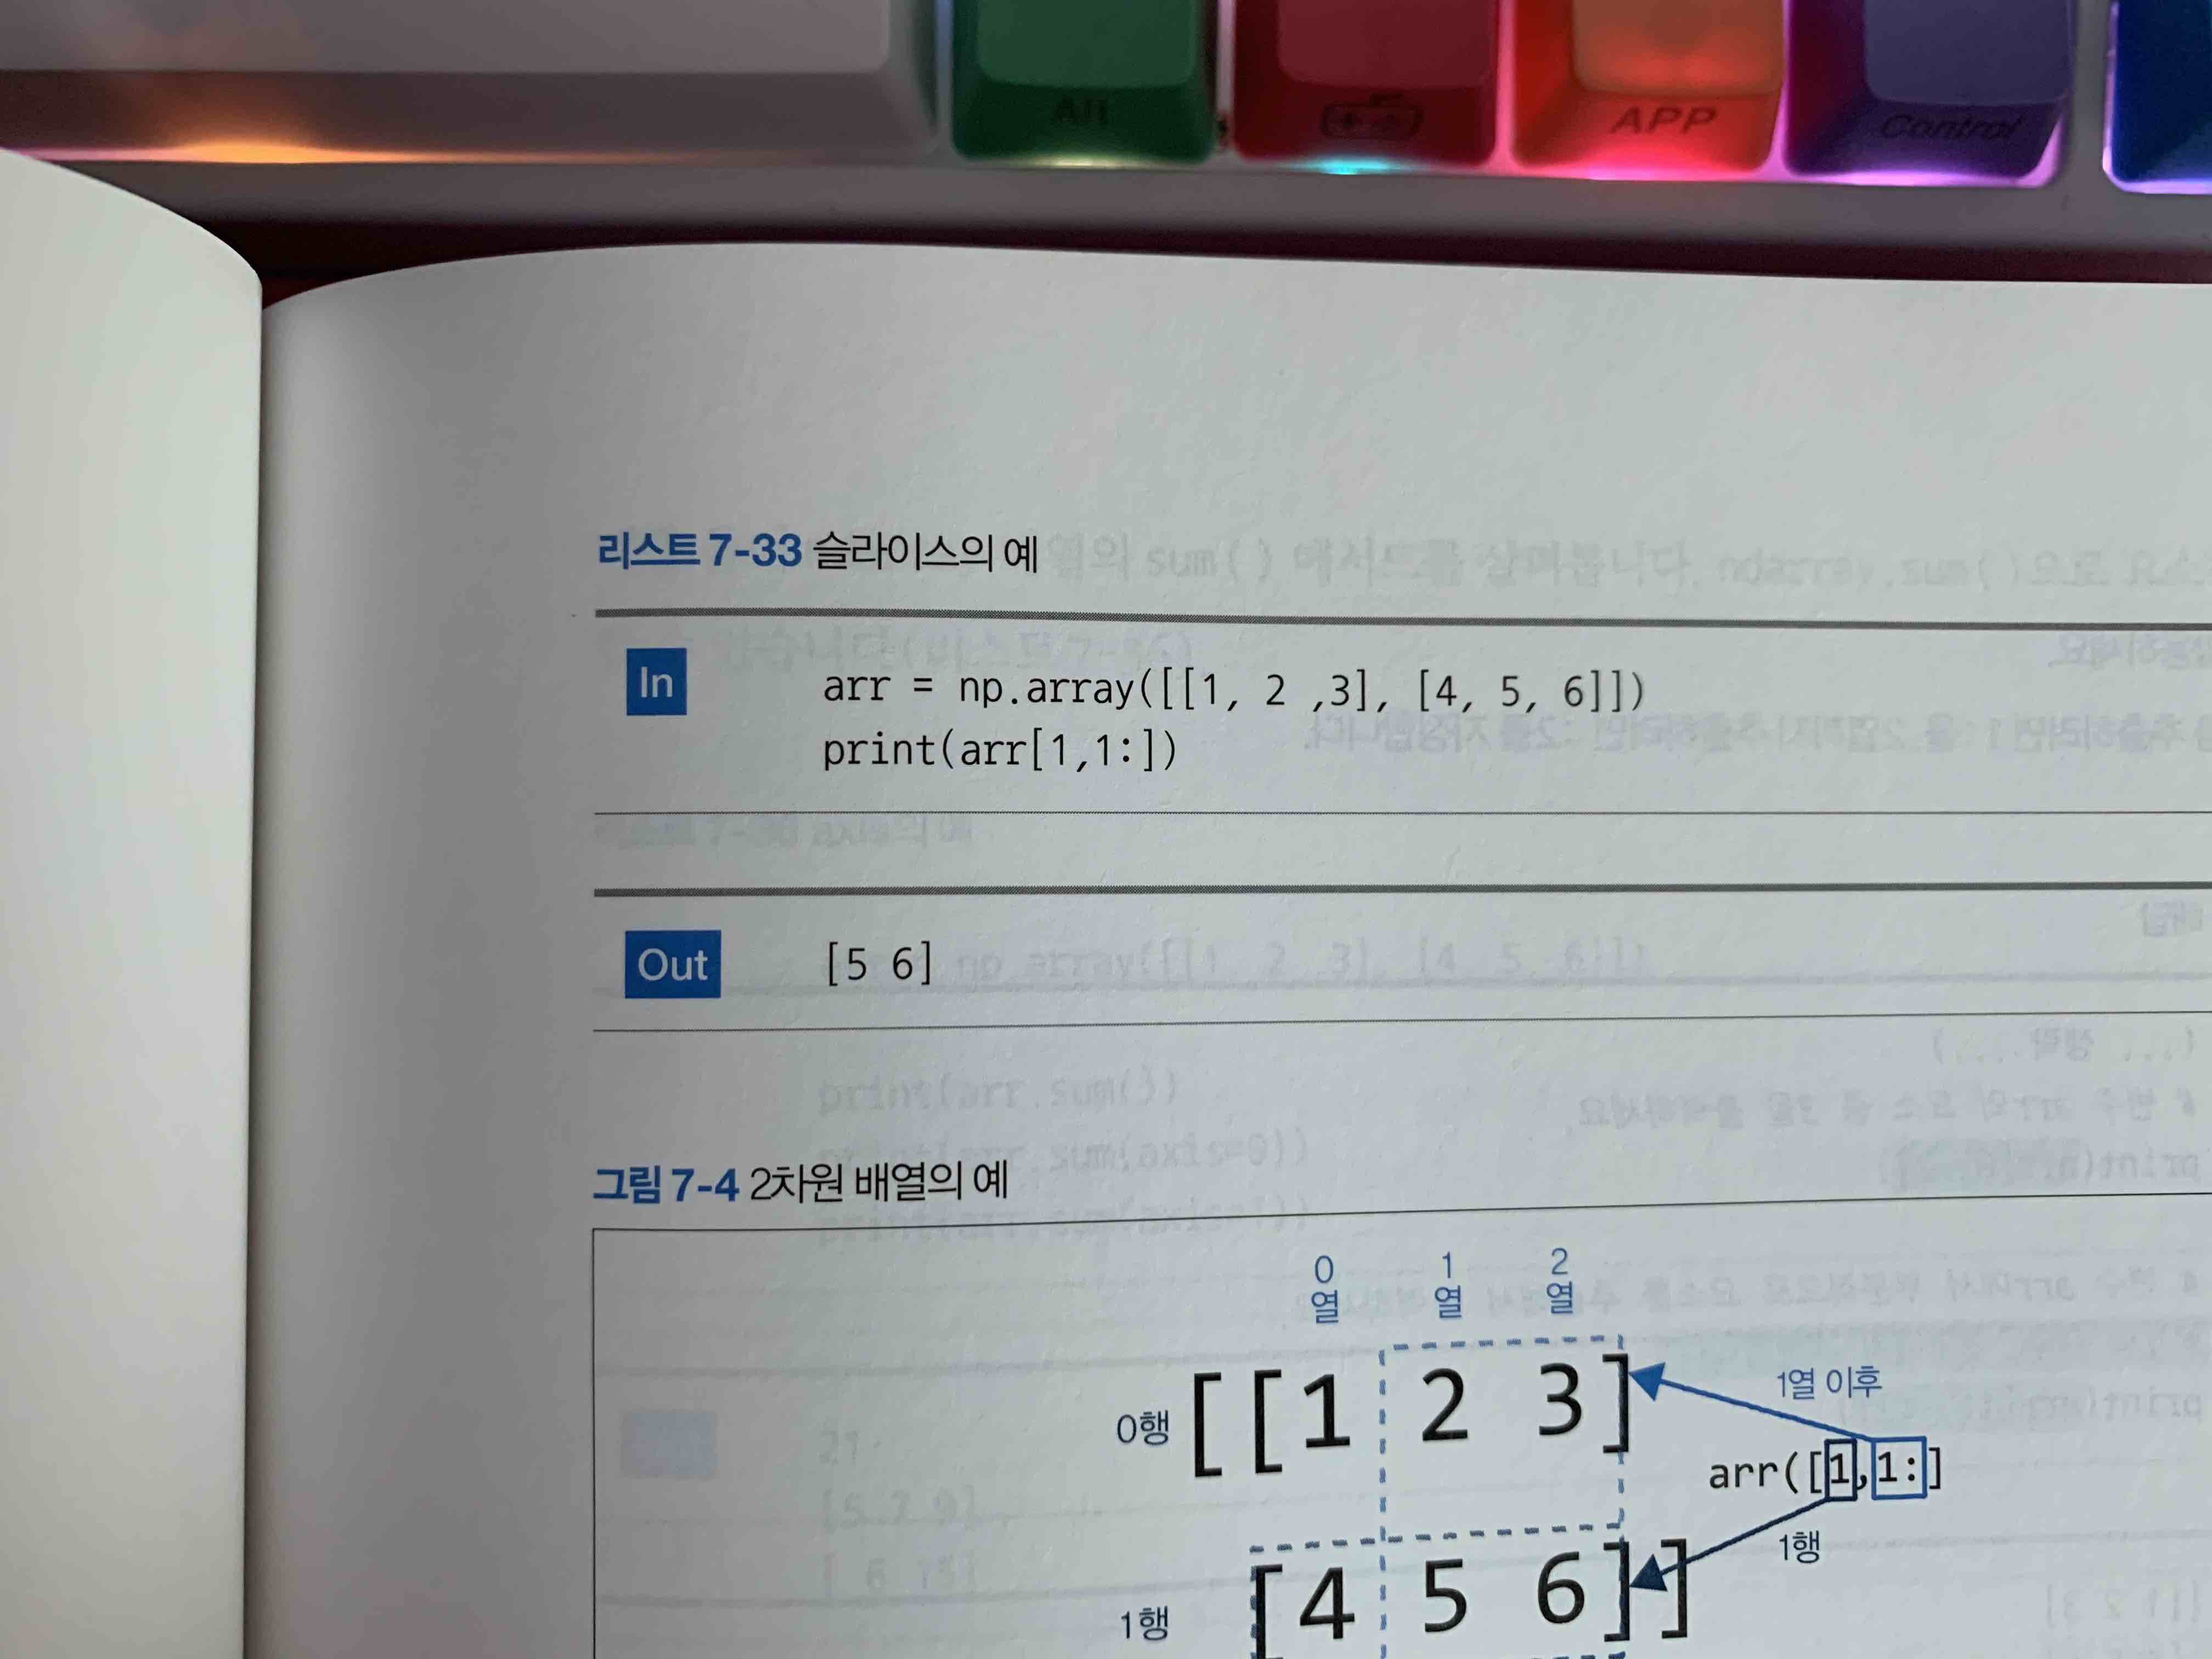 Alt
APP
Control
리스트 7-33 슬라이스의 예
In
arr = np.array([[1, 2 ,3], [4, 5, 6]])
print(arr[1,1:])
Out
[5 6]
그림 7-4 2차원 배열의 예
0 1 2
열 열 열
0행 [[1 2 3]
1열 이후
arr([1,1:]
1행
1행 [4 5 6]]